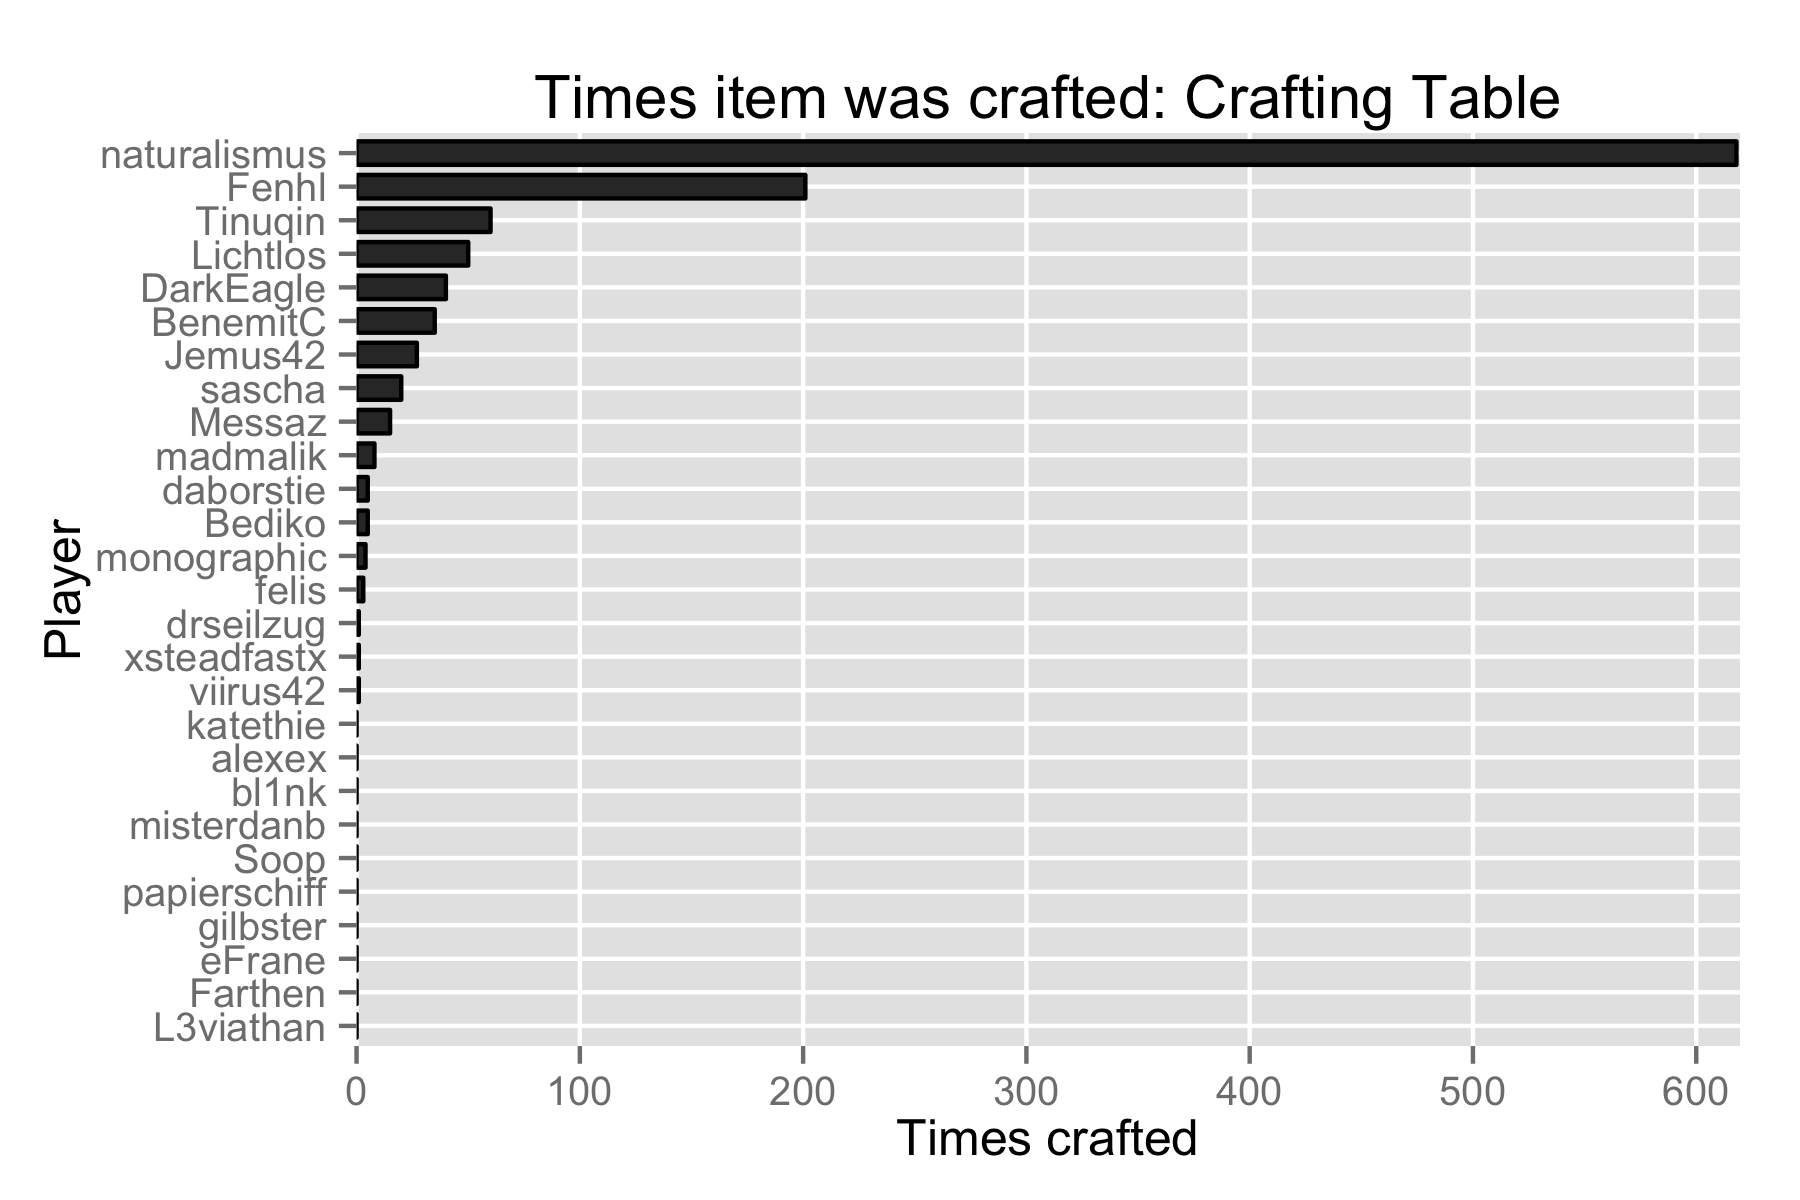 Times item was crafted: Crafting Table
Player
naturalismus
Fenhl
Tinuqin
Lichtlos
DarkEagle
BenemitC
Jemus42
sascha
Messaz
madmalik
daborstie
Bediko
monographic
felis
drseilzug
xsteadfastx
viirus42
katethie
alexex
bl1nk
misterdanb
Soop
papierschiff
gilbster
eFrane
Farthen
L3viathan
0 100 200 300 400 500 600
Times crafted